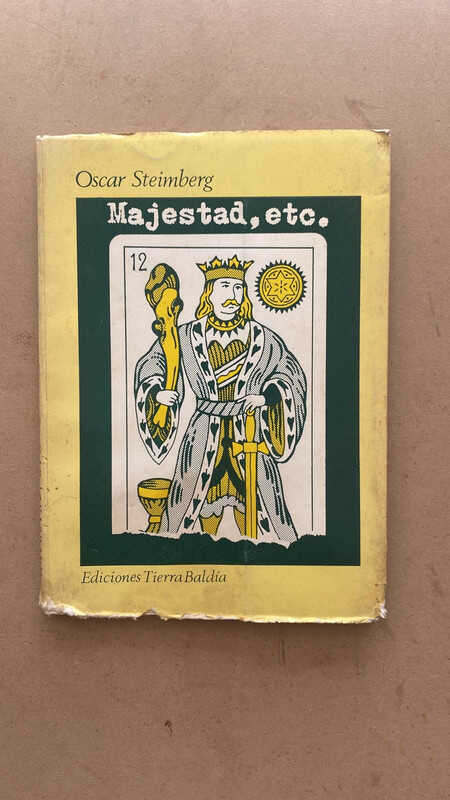 Oscar Steimberg
Majestad, etc.
12
Ediciones Tierra Baldía